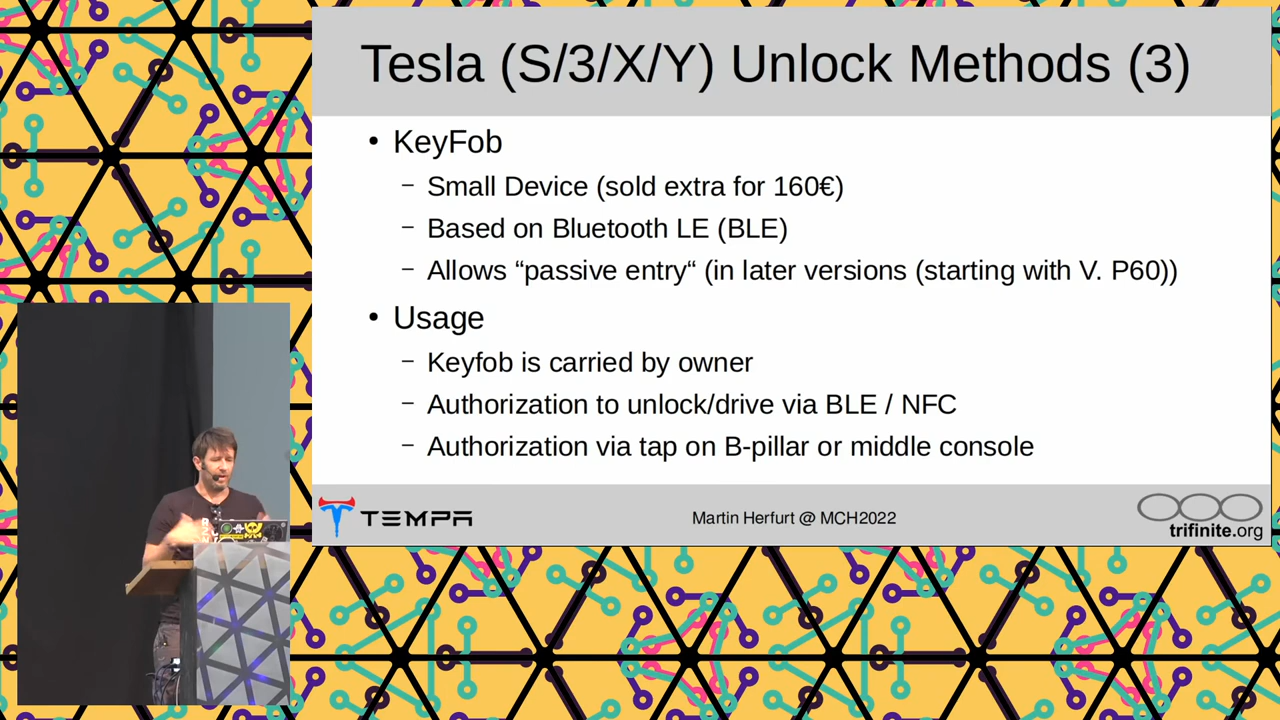 Tesla (S/3/X/Y) Unlock Methods (3)
• KeyFob
– Small Device (sold extra for 160€)
– Based on Bluetooth LE (BLE)
– Allows “passive entry“ (in later versions (starting with V. P60))
• Usage
– Keyfob is carried by owner
– Authorization to unlock/drive via BLE / NFC
– Authorization via tap on B-pillar or middle console
TEMPA
Martin Herfurt @ MCH2022
trifinite.org